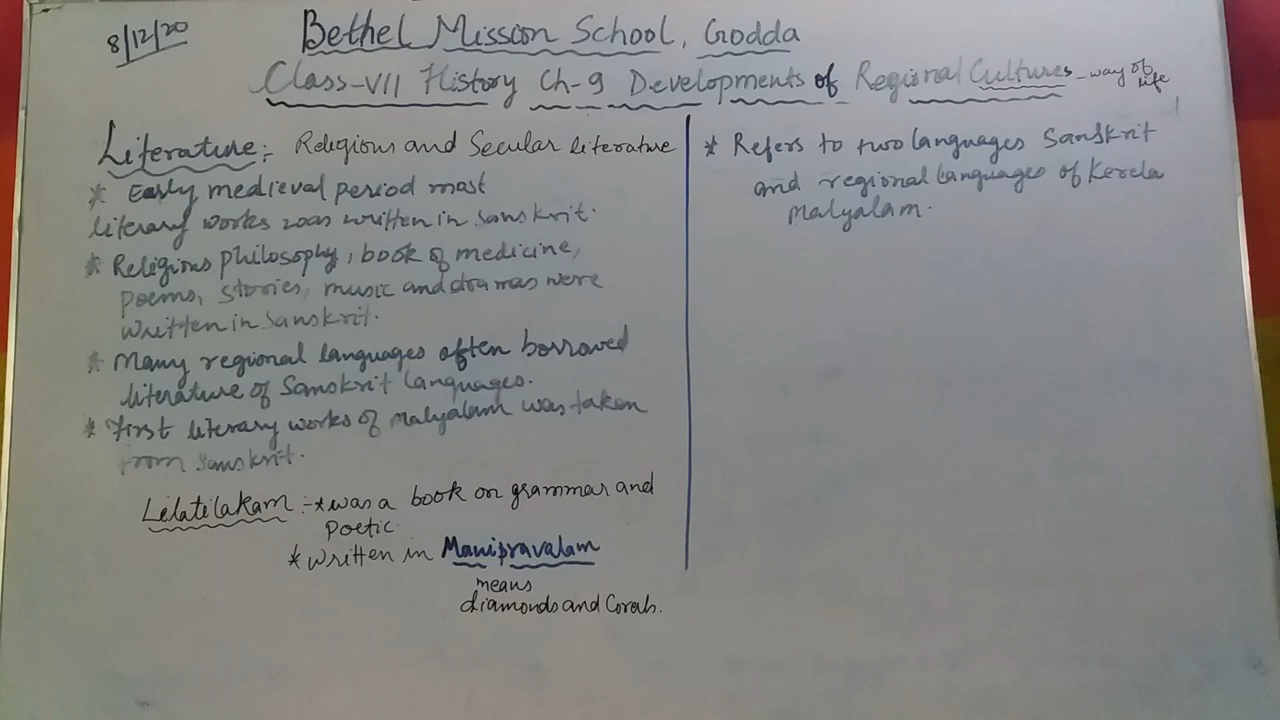 8/12/20
Bethel Mission School, Godda
Class-VII History Ch-9 Developments of Regional Cultures - way of life
Literature:- Religious and Secular literature
* Early medieval period most
literary works was written in Sanskrit.
* Religious philosophy, book of medicine,
poems, stories, music and dramas were
written in Sanskrit.
* Many regional languages often borrowed
literature of Sanskrit languages.
* First literary works of Malyalam was taken
from Sanskrit.
Lelatilakam :- * was a book on grammar and
Poetic.
* written in Manipravalam
means
diamonds and Corals.
* Refers to two languages Sanskrit
and regional languages of Kerela
Malyalam.